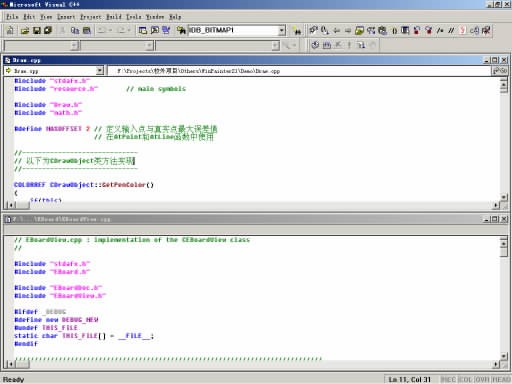 Microsoft Visual C++
File Edit View Insert Project Build Tools Window Help
IDB_BITMAP1
Draw.cpp
Draw.cpp F:\Projects\校外项目\Others\WinPainter23\Demo\Draw.cpp
#include "stdafx.h"
#include "resource.h" // main symbols
#include "Draw.h"
#include "math.h"
#define MAXOFFSET 2 // 定义输入点与直实点最大误差值
// 在AtPoint和AtLine函数中使用
//-----------------------------
// 以下为CDrawObject类方法实现
//-----------------------------
COLORREF CDrawObject::GetPenColor()
{
if(this)
// EBoardView.cpp : implementation of the CEBoardView class
//
#include "stdafx.h"
#include "EBoard.h"
#include "EBoardDoc.h"
#include "EBoardView.h"
#ifdef _DEBUG
#define new DEBUG_NEW
#undef THIS_FILE
static char THIS_FILE[] = __FILE__;
#endif
Ready Ln 11, Col 31 REC COL OVR READ